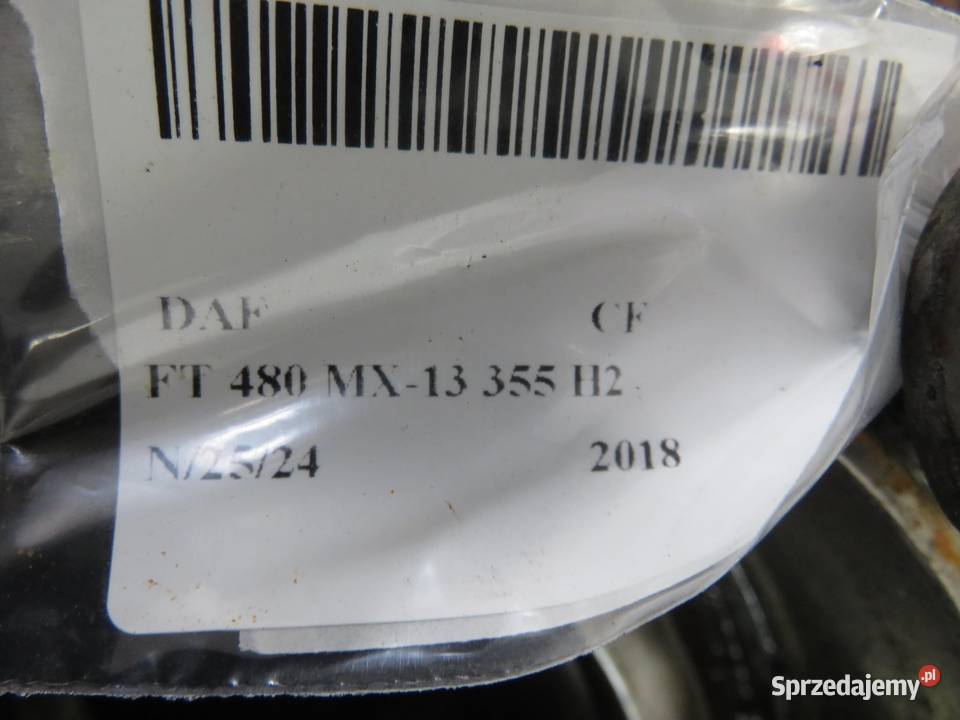 DAF CF
FT 480 MX-13 355 H2
N/25/24 2018
Sprzedajemy.pl